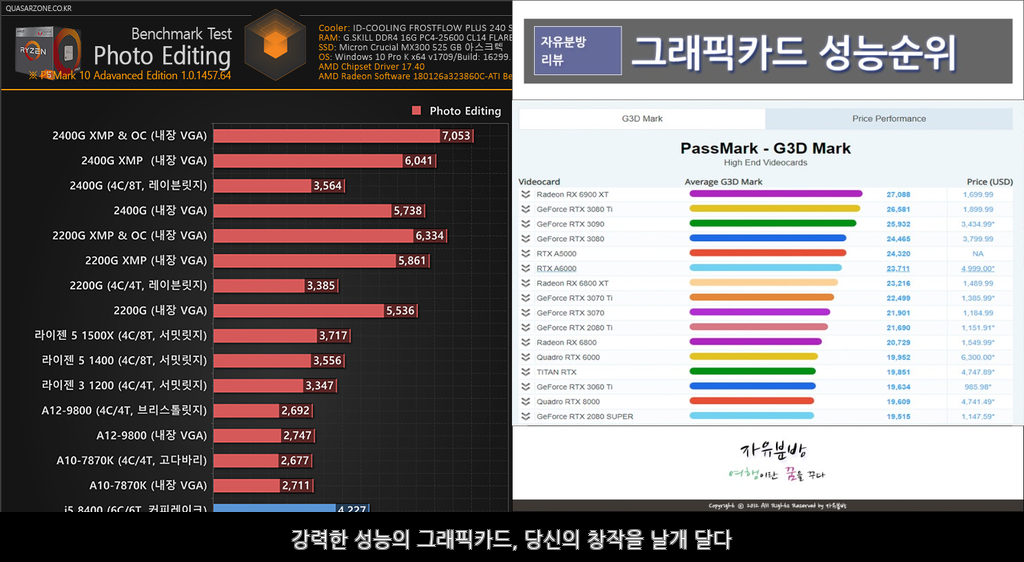 QUASARZONE.CO.KR
RYZEN
Benchmark Test
Photo Editing
※ PSMark 10 Adavanced Edition 1.0.1457.64
Cooler: ID-COOLING FROSTFLOW PLUS 240 S
RAM: G.SKILL DDR4 16G PC4-25600 CL14 FLARE
SSD: Micron Crucial MX300 525 GB 아스크텍
OS: Windows 10 Pro K x64 v1709/Build: 16299.
AMD Chipset Driver 17.40
AMD Radeon Software 180126a323860C-ATI Be
Photo Editing
2400G XMP & OC (내장 VGA) 7,053
2400G XMP (내장 VGA) 6,041
2400G (4C/8T, 레이븐릿지) 3,564
2400G (내장 VGA) 5,738
2200G XMP & OC (내장 VGA) 6,334
2200G XMP (내장 VGA) 5,861
2200G (4C/4T, 레이븐릿지) 3,385
2200G (내장 VGA) 5,536
라이젠 5 1500X (4C/8T, 서밋릿지) 3,717
라이젠 5 1400 (4C/8T, 서밋릿지) 3,556
라이젠 3 1200 (4C/4T, 서밋릿지) 3,347
A12-9800 (4C/4T, 브리스톨릿지) 2,692
A12-9800 (내장 VGA) 2,747
A10-7870K (4C/4T, 고다바리) 2,677
A10-7870K (내장 VGA) 2,711
i5 8400 (6C/6T, 커피레이크) 4,227
자유분방
리뷰
그래픽카드 성능순위
G3D Mark Price Performance
PassMark - G3D Mark
High End Videocards
Videocard Average G3D Mark Price (USD)
Radeon RX 6900 XT 27,088 1,699.99
GeForce RTX 3080 Ti 26,581 1,899.99
GeForce RTX 3090 25,932 3,434.99*
GeForce RTX 3080 24,465 3,799.99
RTX A5000 24,320 NA
RTX A6000 23,711 4,999.00*
Radeon RX 6800 XT 23,216 1,489.99
GeForce RTX 3070 Ti 22,499 1,385.99*
GeForce RTX 3070 21,901 1,184.99
GeForce RTX 2080 Ti 21,690 1,151.91*
Radeon RX 6800 20,729 1,549.99*
Quadro RTX 6000 19,952 6,300.00*
TITAN RTX 19,851 4,747.89*
GeForce RTX 3060 Ti 19,634 985.98*
Quadro RTX 8000 19,609 4,741.49*
GeForce RTX 2080 SUPER 19,515 1,147.59*
자유분방
여행이란 꿈을 꾸다
Copyright ⓒ 2012 All Rights Reserved by 자유분방
강력한 성능의 그래픽카드, 당신의 창작을 날개 달다